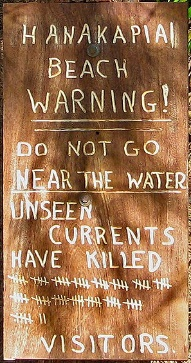 HANAKAPIAI
BEACH
WARNING!
DO NOT GO
NEAR THE WATER
UNSEEN
CURRENTS
HAVE KILLED
VISITORS